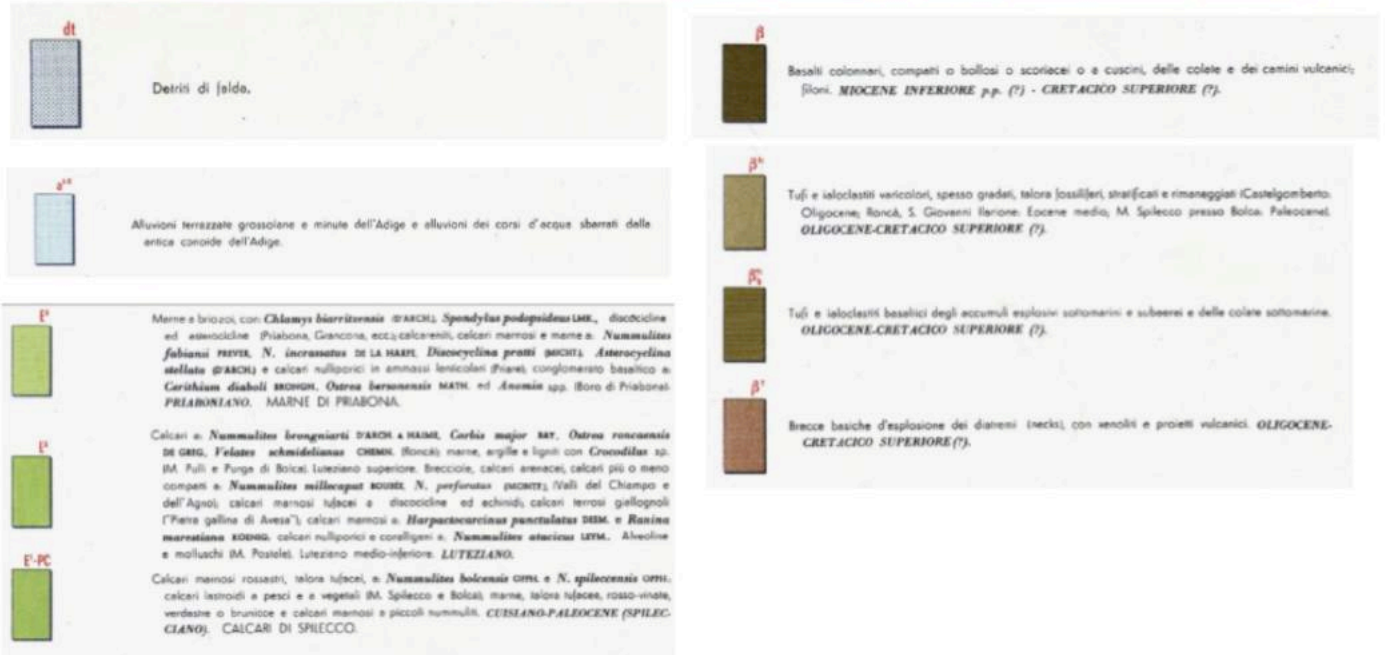 dt
Detriti di falda.
Alluvioni terrazzate grossolane e minute dell'Adige e alluvioni dei corsi d'acqua sbarrati dalla
antica conoide dell'Adige.
E³
Marne a briozoi, con Chlamys biarritzensis (D'ARCH.), Spondylus podopsideus LMK., discocicline
ed asterocicline (Priabona, Grancona, ecc.); calcareniti, calcari marnosi e marne a: Nummulites
fabianii PREVER, N. incrassatus DE LA HARPE, Discocyclina pratti (MICHT.), Asterocyclina
stellata (D'ARCH.) e calcari nulliporici in ammassi lenticolari (Priare), conglomerato basaltico a:
Cerithium diaboli BRONGN., Ostrea bersonensis MATH. ed Anomia spp. (Boro di Priabona).
PRIABONIANO. MARNE DI PRIABONA.
E²
Calcari a: Nummulites brongniarti D'ARCH. & HAIME, Corbis major BAY., Ostrea roncaensis
DE GREG., Velates schmidelianus CHEMN. (Roncà); marne, argille e ligniti con Crocodilus sp.
(M. Pulli e Purga di Bolca). Luteziano superiore. Brecciole, calcari arenacei, calcari più o meno
compatti a: Nummulites millecaput BOUBÉE, N. perforatus (MONTF.), (Valli del Chiampo e
dell'Agno); calcari marnosi tufacei a discocicline ed echinidi; calcari terrosi giallognoli
("Pietra gallina di Avesa"); calcari marnosi a: Harpactocarcinus punctulatus DESM. e Ranina
marestiana KOENIG, calcari nulliporici e coralligeni a: Nummulites atacicus LEYM., Alveoline
e molluschi (M. Postale). Luteziano medio-inferiore. LUTEZIANO.
E¹-PC
Calcari marnosi rossastri, talora tufacei, a: Nummulites bolcensis OPPH. e N. spileccensis OPPH.
calcari lastroidi a pesci e a vegetali (M. Spilecco e Bolca); marne, talora tufacee, rosso-vinate,
verdastre o brunicce e calcari marnosi a piccoli nummuliti. CUISIANO-PALEOCENE (SPILEC-
CIANO). CALCARI DI SPILECCO.
β
Basalti colonnari, compatti o bollosi o scoriacei o a cuscini, delle colate e dei camini vulcanici;
filoni. MIOCENE INFERIORE p.p. (?) - CRETACICO SUPERIORE (?).
Tufi e ialoclastiti varicolori, spesso gradati, talora fossiliferi, stratificati e rimaneggiati (Castelgomberto:
Oligocene; Roncà, S. Giovanni Ilarione: Eocene medio; M. Spilecco presso Bolca: Paleocene).
OLIGOCENE-CRETACICO SUPERIORE (?).
Tufi e ialoclastiti basaltici degli accumuli esplosivi sottomarini e subaerei e delle colate sottomarine.
OLIGOCENE-CRETACICO SUPERIORE (?).
Brecce basiche d'esplosione dei diatremi (necks), con xenoliti e proietti vulcanici. OLIGOCENE-
CRETACICO SUPERIORE (?).